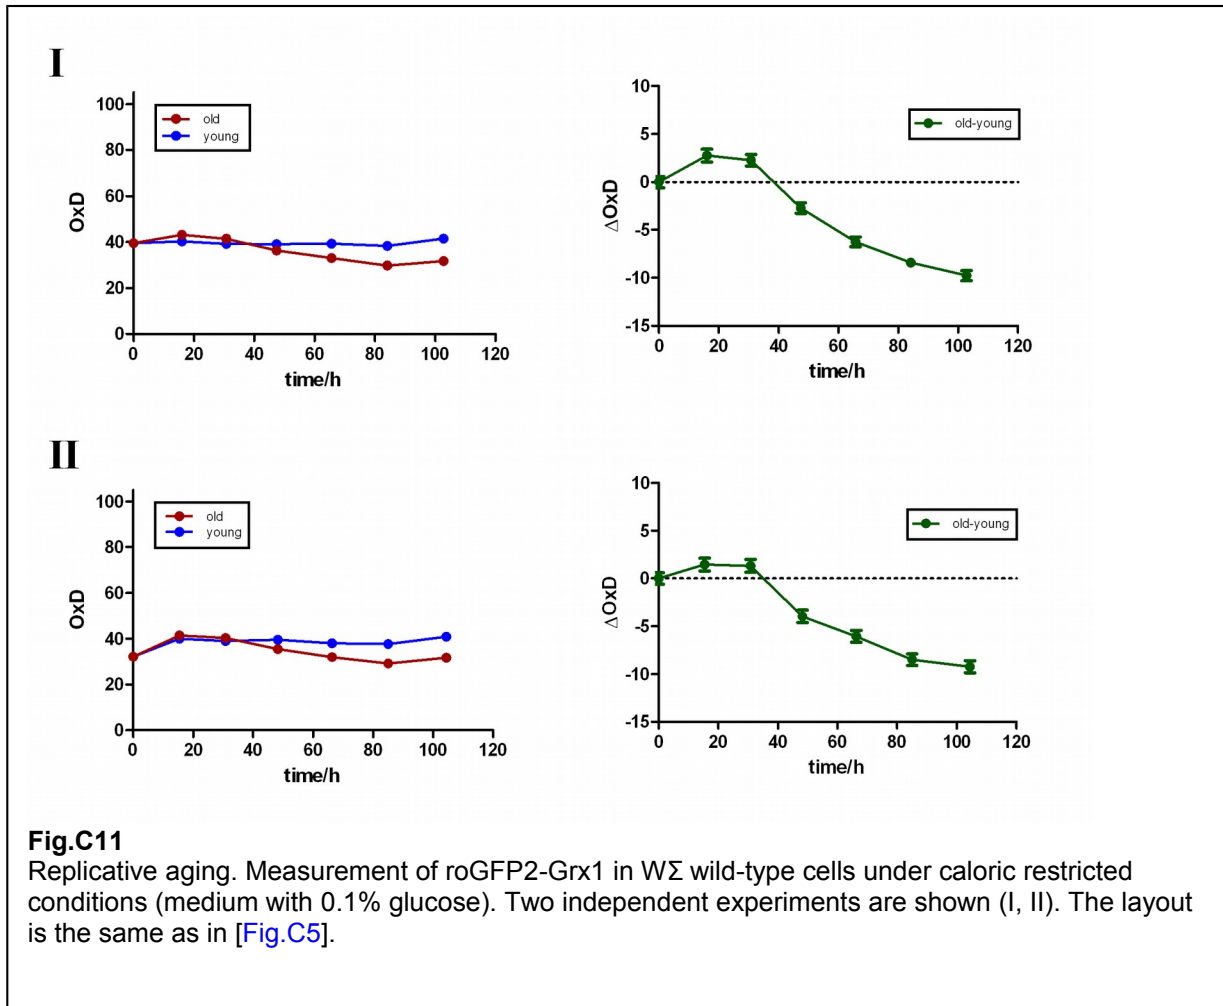 I
100
80
60
40
20
0
OxD
old
young
0 20 40 60 80 100 120
time/h
10
5
0
-5
-10
-15
ΔOxD
old-young
0 20 40 60 80 100 120
time/h
II
100
80
60
40
20
0
OxD
old
young
0 20 40 60 80 100 120
time/h
10
5
0
-5
-10
-15
ΔOxD
old-young
0 20 40 60 80 100 120
time/h
Fig.C11
Replicative aging. Measurement of roGFP2-Grx1 in WΣ wild-type cells under caloric restricted
conditions (medium with 0.1% glucose). Two independent experiments are shown (I, II). The layout
is the same as in [Fig.C5].